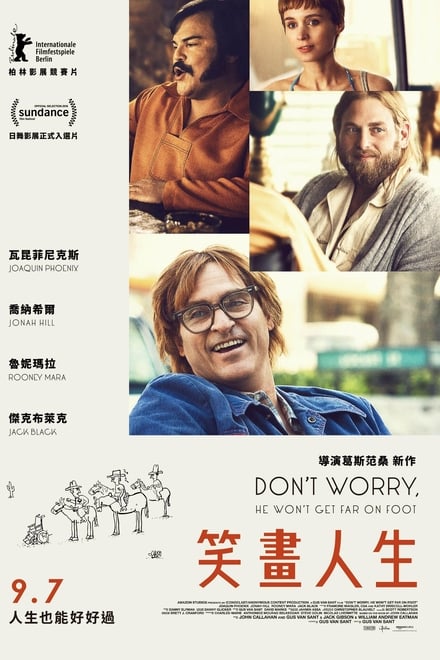 Internationale
Filmfestspiele
Berlin
柏林影展競賽片
OFFICIAL SELECTION 2018
sundance
日舞影展正式入選片
瓦昆菲尼克斯
JOAQUIN PHOENIX
喬納希爾
JONAH HILL
魯妮瑪拉
ROONEY MARA
傑克布萊克
JACK BLACK
導演葛斯范桑 新作
DON'T WORRY,
HE WON'T GET FAR ON FOOT
笑畫人生
9.7
人生也能好好過